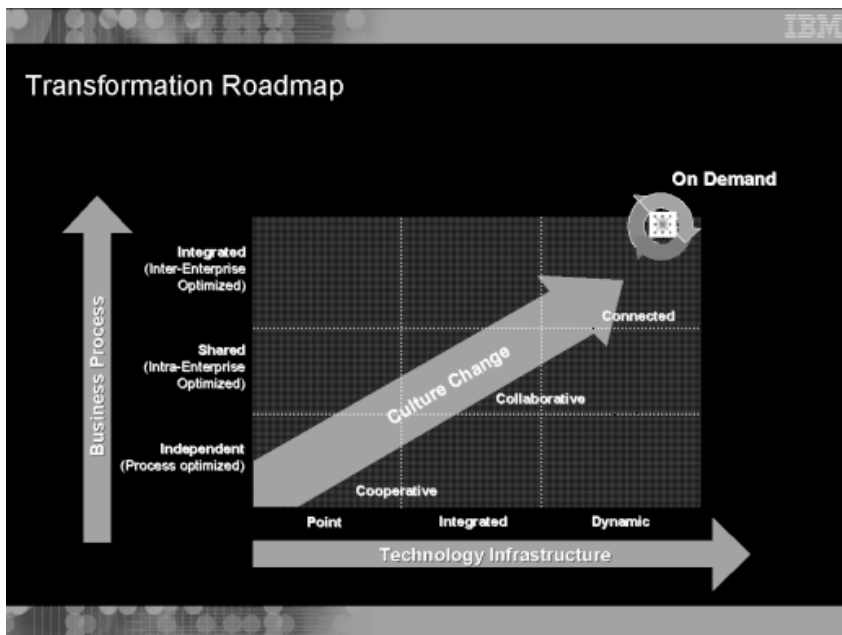 IBM
Transformation Roadmap
On Demand
Integrated
(Inter-Enterprise
Optimized)
Connected
Shared
(Intra-Enterprise
Optimized)
Culture Change
Collaborative
Business Process
Independent
(Process optimized)
Cooperative
Point
Integrated
Dynamic
Technology Infrastructure